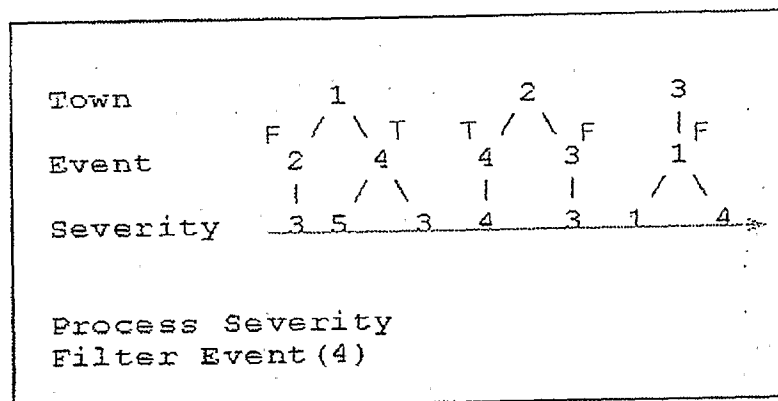 Town 1 2 3
F T T F F
Event 2 4 4 3 1
Severity 3 5 3 4 3 1 4
Process Severity
Filter Event(4)